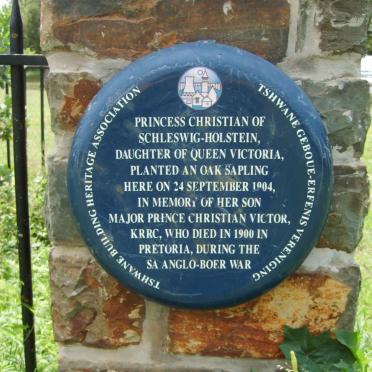 PRINCESS CHRISTIAN OF
SCHLESWIG-HOLSTEIN,
DAUGHTER OF QUEEN VICTORIA,
PLANTED AN OAK SAPLING
HERE ON 24 SEPTEMBER 1904,
IN MEMORY OF HER SON
MAJOR PRINCE CHRISTIAN VICTOR,
KRRC, WHO DIED IN 1900 IN
PRETORIA, DURING THE
SA ANGLO-BOER WAR
TSHWANE BUILDING HERITAGE ASSOCIATION
TSHWANE GEBOUE-ERFENIS VERENIGING